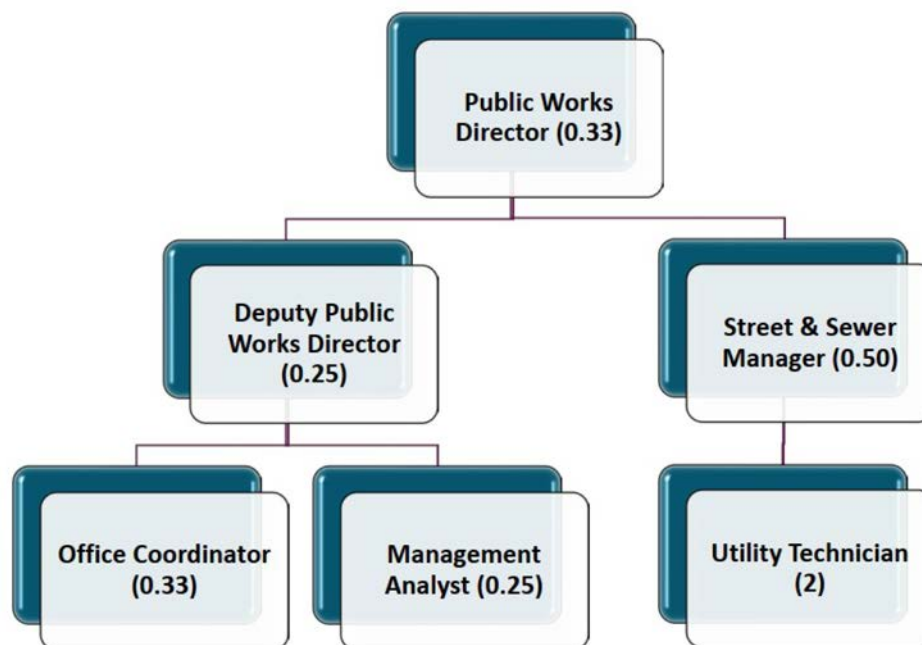 Public Works
Director (0.33)
Deputy Public
Works Director
(0.25)
Street & Sewer
Manager (0.50)
Office Coordinator
(0.33)
Management
Analyst (0.25)
Utility Technician
(2)